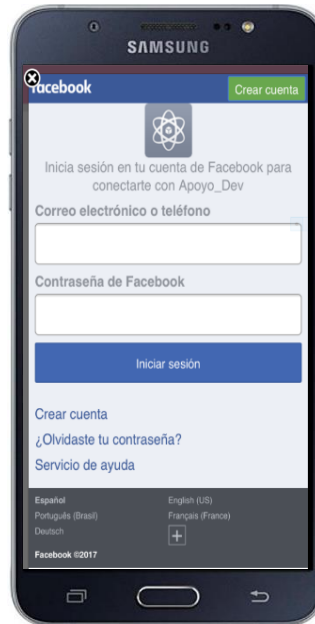 SAMSUNG
facebook
Crear cuenta
Inicia sesión en tu cuenta de Facebook para
conectarte con Apoyo_Dev
Correo electrónico o teléfono
Contraseña de Facebook
Iniciar sesión
Crear cuenta
¿Olvidaste tu contraseña?
Servicio de ayuda
Español
English (US)
Português (Brasil)
Français (France)
Deutsch
Facebook ©2017